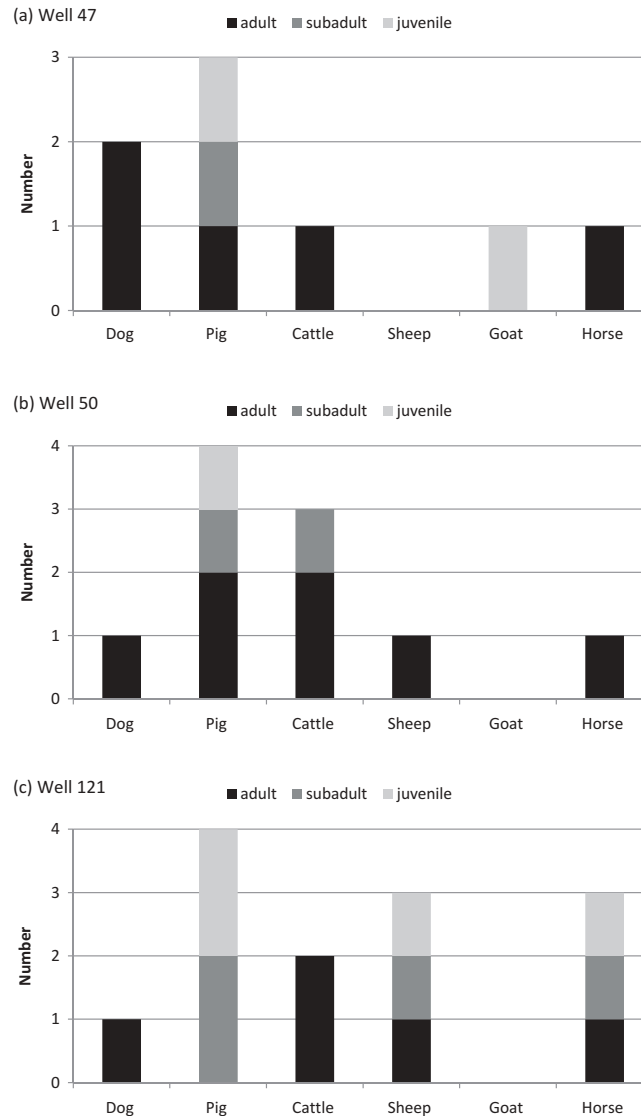 (a) Well 47
adult subadult juvenile
3
2
1
0
Number
Dog Pig Cattle Sheep Goat Horse
(b) Well 50
adult subadult juvenile
4
3
2
1
0
Number
Dog Pig Cattle Sheep Goat Horse
(c) Well 121
adult subadult juvenile
4
3
2
1
0
Number
Dog Pig Cattle Sheep Goat Horse